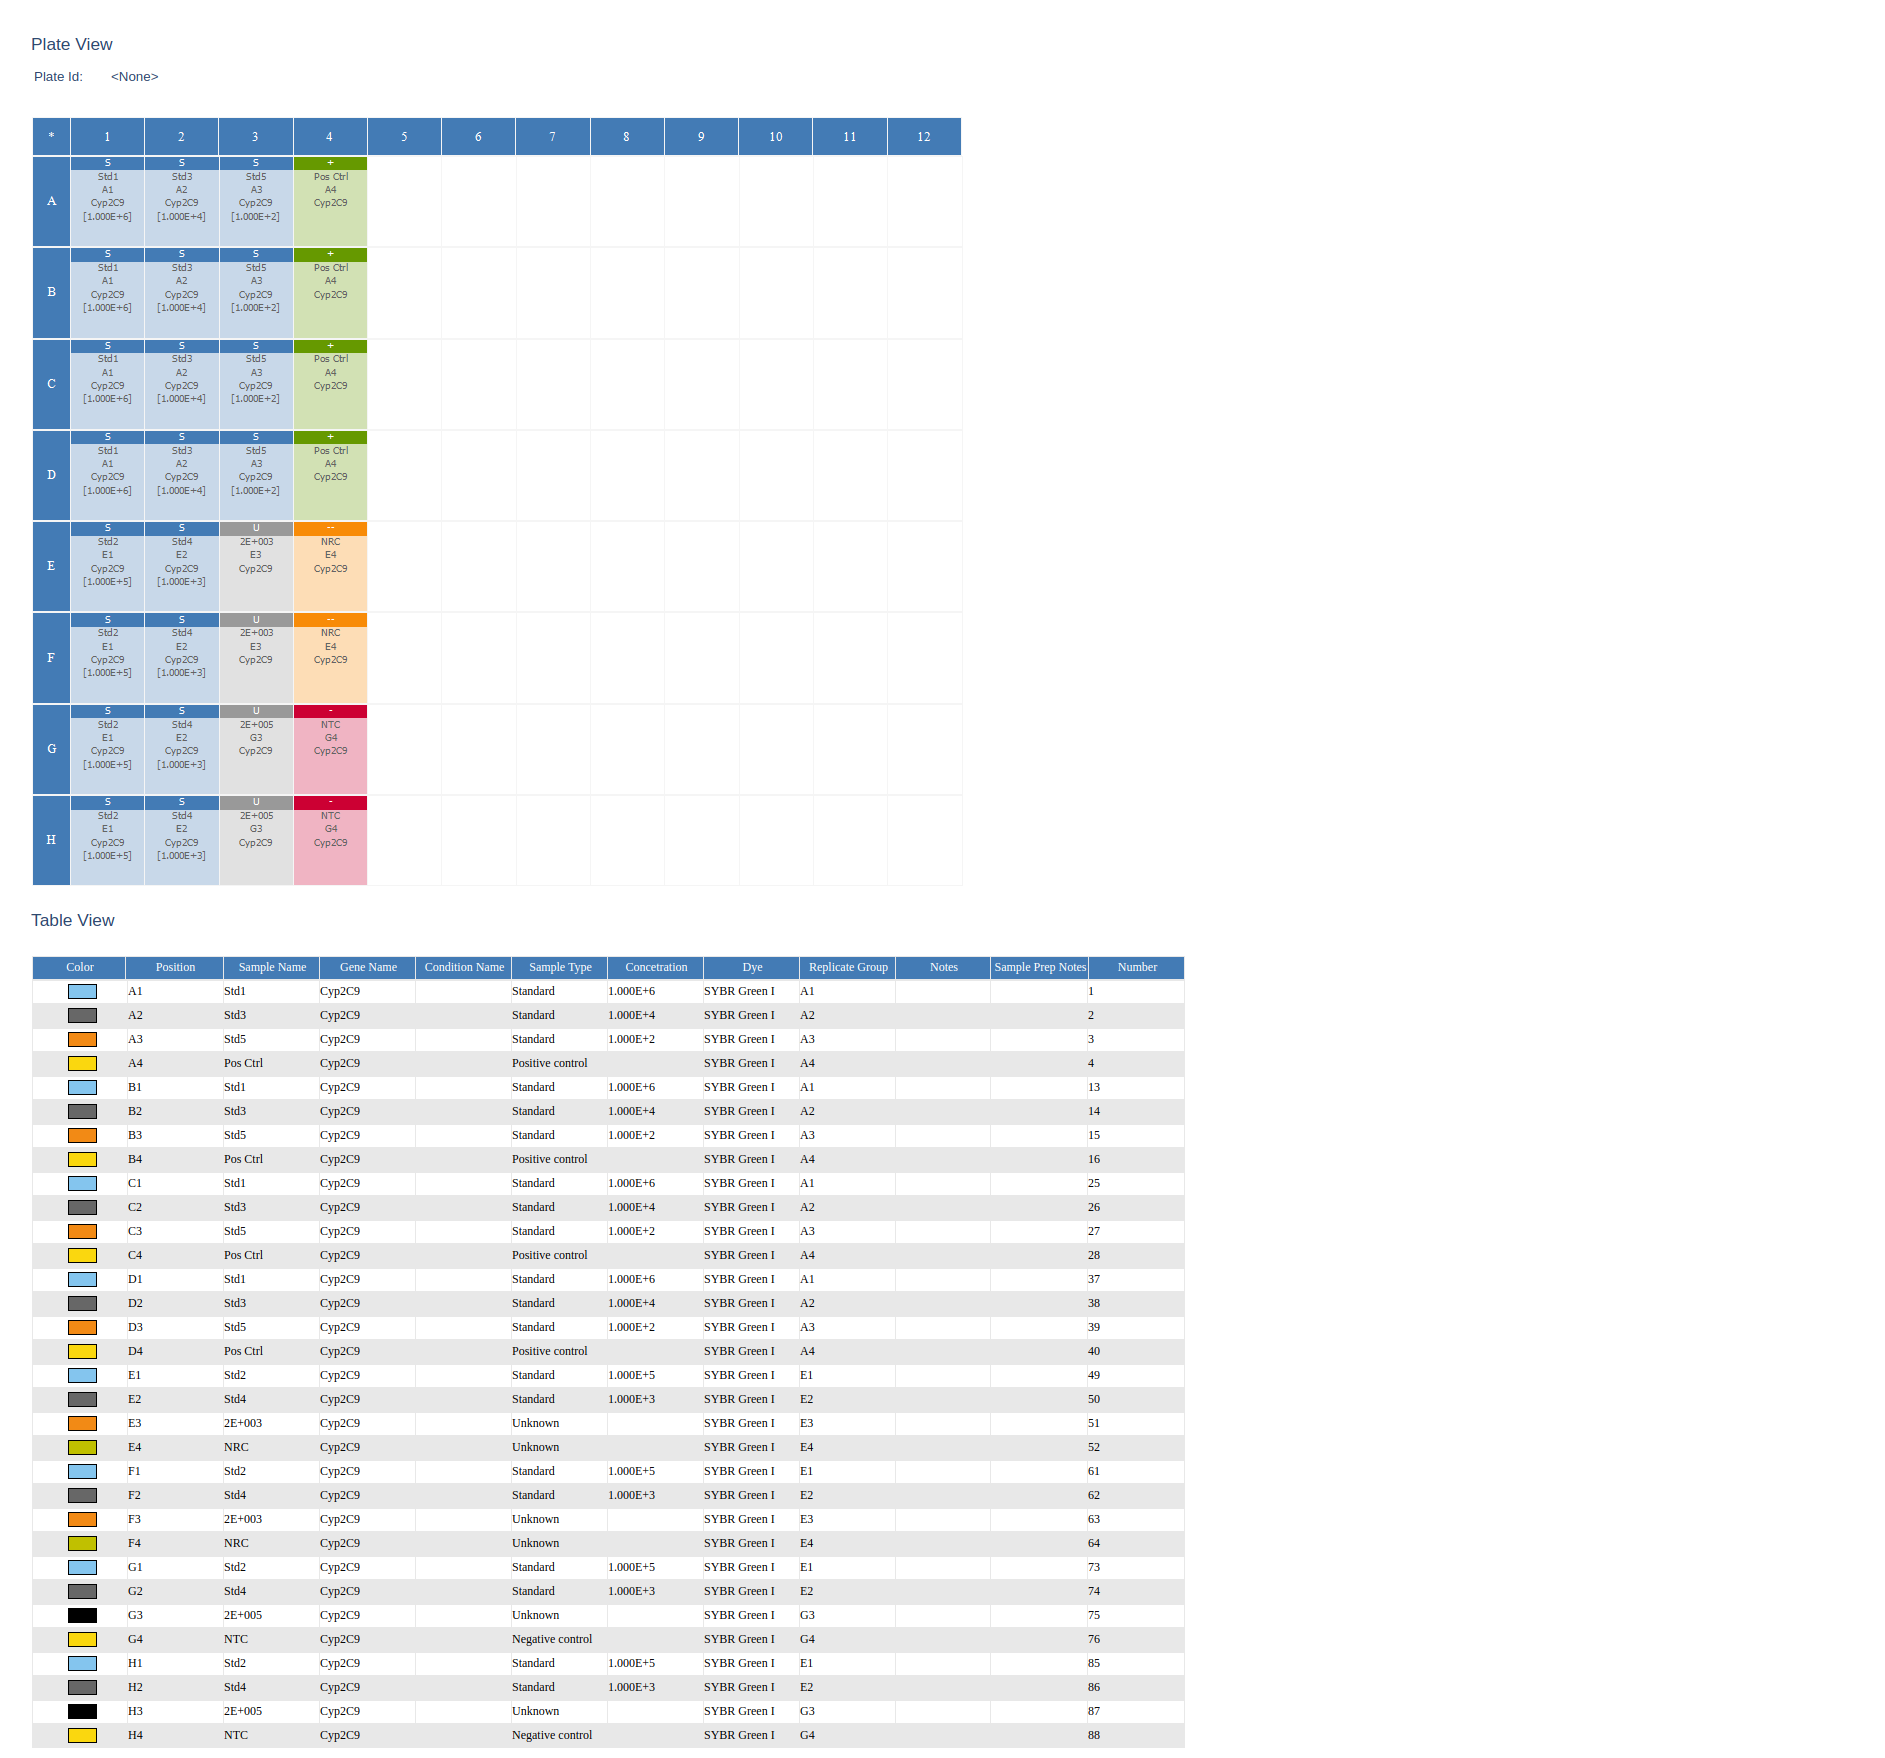 Plate View
Plate Id: <None>
* 1 2 3 4 5 6 7 8 9 10 11 12
S S S +
Std1 Std3 Std5 Pos Ctrl
A1 A2 A3 A4
A Cyp2C9 Cyp2C9 Cyp2C9 Cyp2C9
[1.000E+6] [1.000E+4] [1.000E+2]
S S S +
Std1 Std3 Std5 Pos Ctrl
A1 A2 A3 A4
B Cyp2C9 Cyp2C9 Cyp2C9 Cyp2C9
[1.000E+6] [1.000E+4] [1.000E+2]
S S S +
Std1 Std3 Std5 Pos Ctrl
A1 A2 A3 A4
C Cyp2C9 Cyp2C9 Cyp2C9 Cyp2C9
[1.000E+6] [1.000E+4] [1.000E+2]
S S S +
Std1 Std3 Std5 Pos Ctrl
A1 A2 A3 A4
D Cyp2C9 Cyp2C9 Cyp2C9 Cyp2C9
[1.000E+6] [1.000E+4] [1.000E+2]
S S U --
Std2 Std4 2E+003 NRC
E1 E2 E3 E4
E Cyp2C9 Cyp2C9 Cyp2C9 Cyp2C9
[1.000E+5] [1.000E+3]
S S U --
Std2 Std4 2E+003 NRC
E1 E2 E3 E4
F Cyp2C9 Cyp2C9 Cyp2C9 Cyp2C9
[1.000E+5] [1.000E+3]
S S U -
Std2 Std4 2E+005 NTC
E1 E2 G3 G4
G Cyp2C9 Cyp2C9 Cyp2C9 Cyp2C9
[1.000E+5] [1.000E+3]
S S U -
Std2 Std4 2E+005 NTC
E1 E2 G3 G4
H Cyp2C9 Cyp2C9 Cyp2C9 Cyp2C9
[1.000E+5] [1.000E+3]
Table View
Color Position Sample Name Gene Name Condition Name Sample Type Concetration Dye Replicate Group Notes Sample Prep Notes Number
A1 Std1 Cyp2C9 Standard 1.000E+6 SYBR Green I A1 1
A2 Std3 Cyp2C9 Standard 1.000E+4 SYBR Green I A2 2
A3 Std5 Cyp2C9 Standard 1.000E+2 SYBR Green I A3 3
A4 Pos Ctrl Cyp2C9 Positive control SYBR Green I A4 4
B1 Std1 Cyp2C9 Standard 1.000E+6 SYBR Green I A1 13
B2 Std3 Cyp2C9 Standard 1.000E+4 SYBR Green I A2 14
B3 Std5 Cyp2C9 Standard 1.000E+2 SYBR Green I A3 15
B4 Pos Ctrl Cyp2C9 Positive control SYBR Green I A4 16
C1 Std1 Cyp2C9 Standard 1.000E+6 SYBR Green I A1 25
C2 Std3 Cyp2C9 Standard 1.000E+4 SYBR Green I A2 26
C3 Std5 Cyp2C9 Standard 1.000E+2 SYBR Green I A3 27
C4 Pos Ctrl Cyp2C9 Positive control SYBR Green I A4 28
D1 Std1 Cyp2C9 Standard 1.000E+6 SYBR Green I A1 37
D2 Std3 Cyp2C9 Standard 1.000E+4 SYBR Green I A2 38
D3 Std5 Cyp2C9 Standard 1.000E+2 SYBR Green I A3 39
D4 Pos Ctrl Cyp2C9 Positive control SYBR Green I A4 40
E1 Std2 Cyp2C9 Standard 1.000E+5 SYBR Green I E1 49
E2 Std4 Cyp2C9 Standard 1.000E+3 SYBR Green I E2 50
E3 2E+003 Cyp2C9 Unknown SYBR Green I E3 51
E4 NRC Cyp2C9 Unknown SYBR Green I E4 52
F1 Std2 Cyp2C9 Standard 1.000E+5 SYBR Green I E1 61
F2 Std4 Cyp2C9 Standard 1.000E+3 SYBR Green I E2 62
F3 2E+003 Cyp2C9 Unknown SYBR Green I E3 63
F4 NRC Cyp2C9 Unknown SYBR Green I E4 64
G1 Std2 Cyp2C9 Standard 1.000E+5 SYBR Green I E1 73
G2 Std4 Cyp2C9 Standard 1.000E+3 SYBR Green I E2 74
G3 2E+005 Cyp2C9 Unknown SYBR Green I G3 75
G4 NTC Cyp2C9 Negative control SYBR Green I G4 76
H1 Std2 Cyp2C9 Standard 1.000E+5 SYBR Green I E1 85
H2 Std4 Cyp2C9 Standard 1.000E+3 SYBR Green I E2 86
H3 2E+005 Cyp2C9 Unknown SYBR Green I G3 87
H4 NTC Cyp2C9 Negative control SYBR Green I G4 88